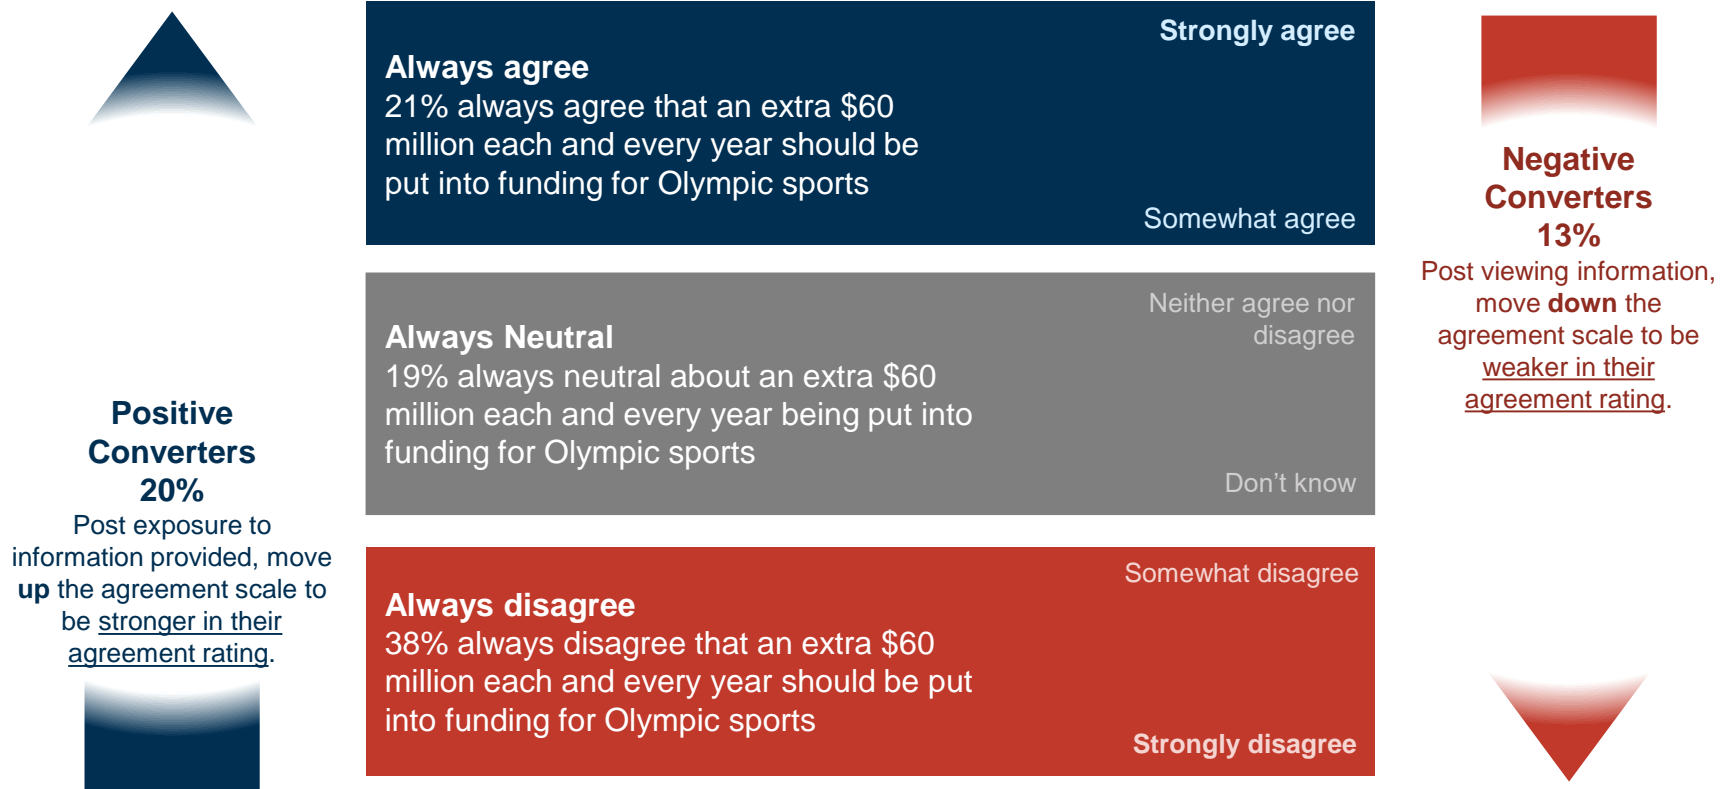 Positive
Converters
20%
Post exposure to
information provided, move
up the agreement scale to
be stronger in their
agreement rating.
Strongly agree
Always agree
21% always agree that an extra $60
million each and every year should be
put into funding for Olympic sports
Somewhat agree
Neither agree nor
disagree
Always Neutral
19% always neutral about an extra $60
million each and every year being put into
funding for Olympic sports
Don’t know
Somewhat disagree
Always disagree
38% always disagree that an extra $60
million each and every year should be put
into funding for Olympic sports
Strongly disagree
Negative
Converters
13%
Post viewing information,
move down the
agreement scale to be
weaker in their
agreement rating.